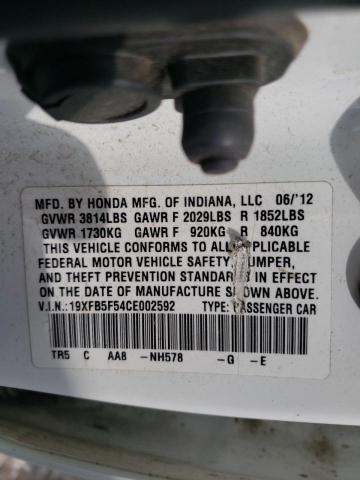 MFD. BY HONDA MFG. OF INDIANA, LLC 06/'12
GVWR 3814LBS GAWR F 2029LBS R 1852LBS
GVWR 1730KG GAWR F 920KG R 840KG
THIS VEHICLE CONFORMS TO ALL APPLICABLE
FEDERAL MOTOR VEHICLE SAFETY, BUMPER,
AND THEFT PREVENTION STANDARDS IN EFFECT
ON THE DATE OF MANUFACTURE SHOWN ABOVE.
V.I.N.:19XFB5F54CE002592 TYPE: PASSENGER CAR
TR5 C AA8 -NH578 -G -E